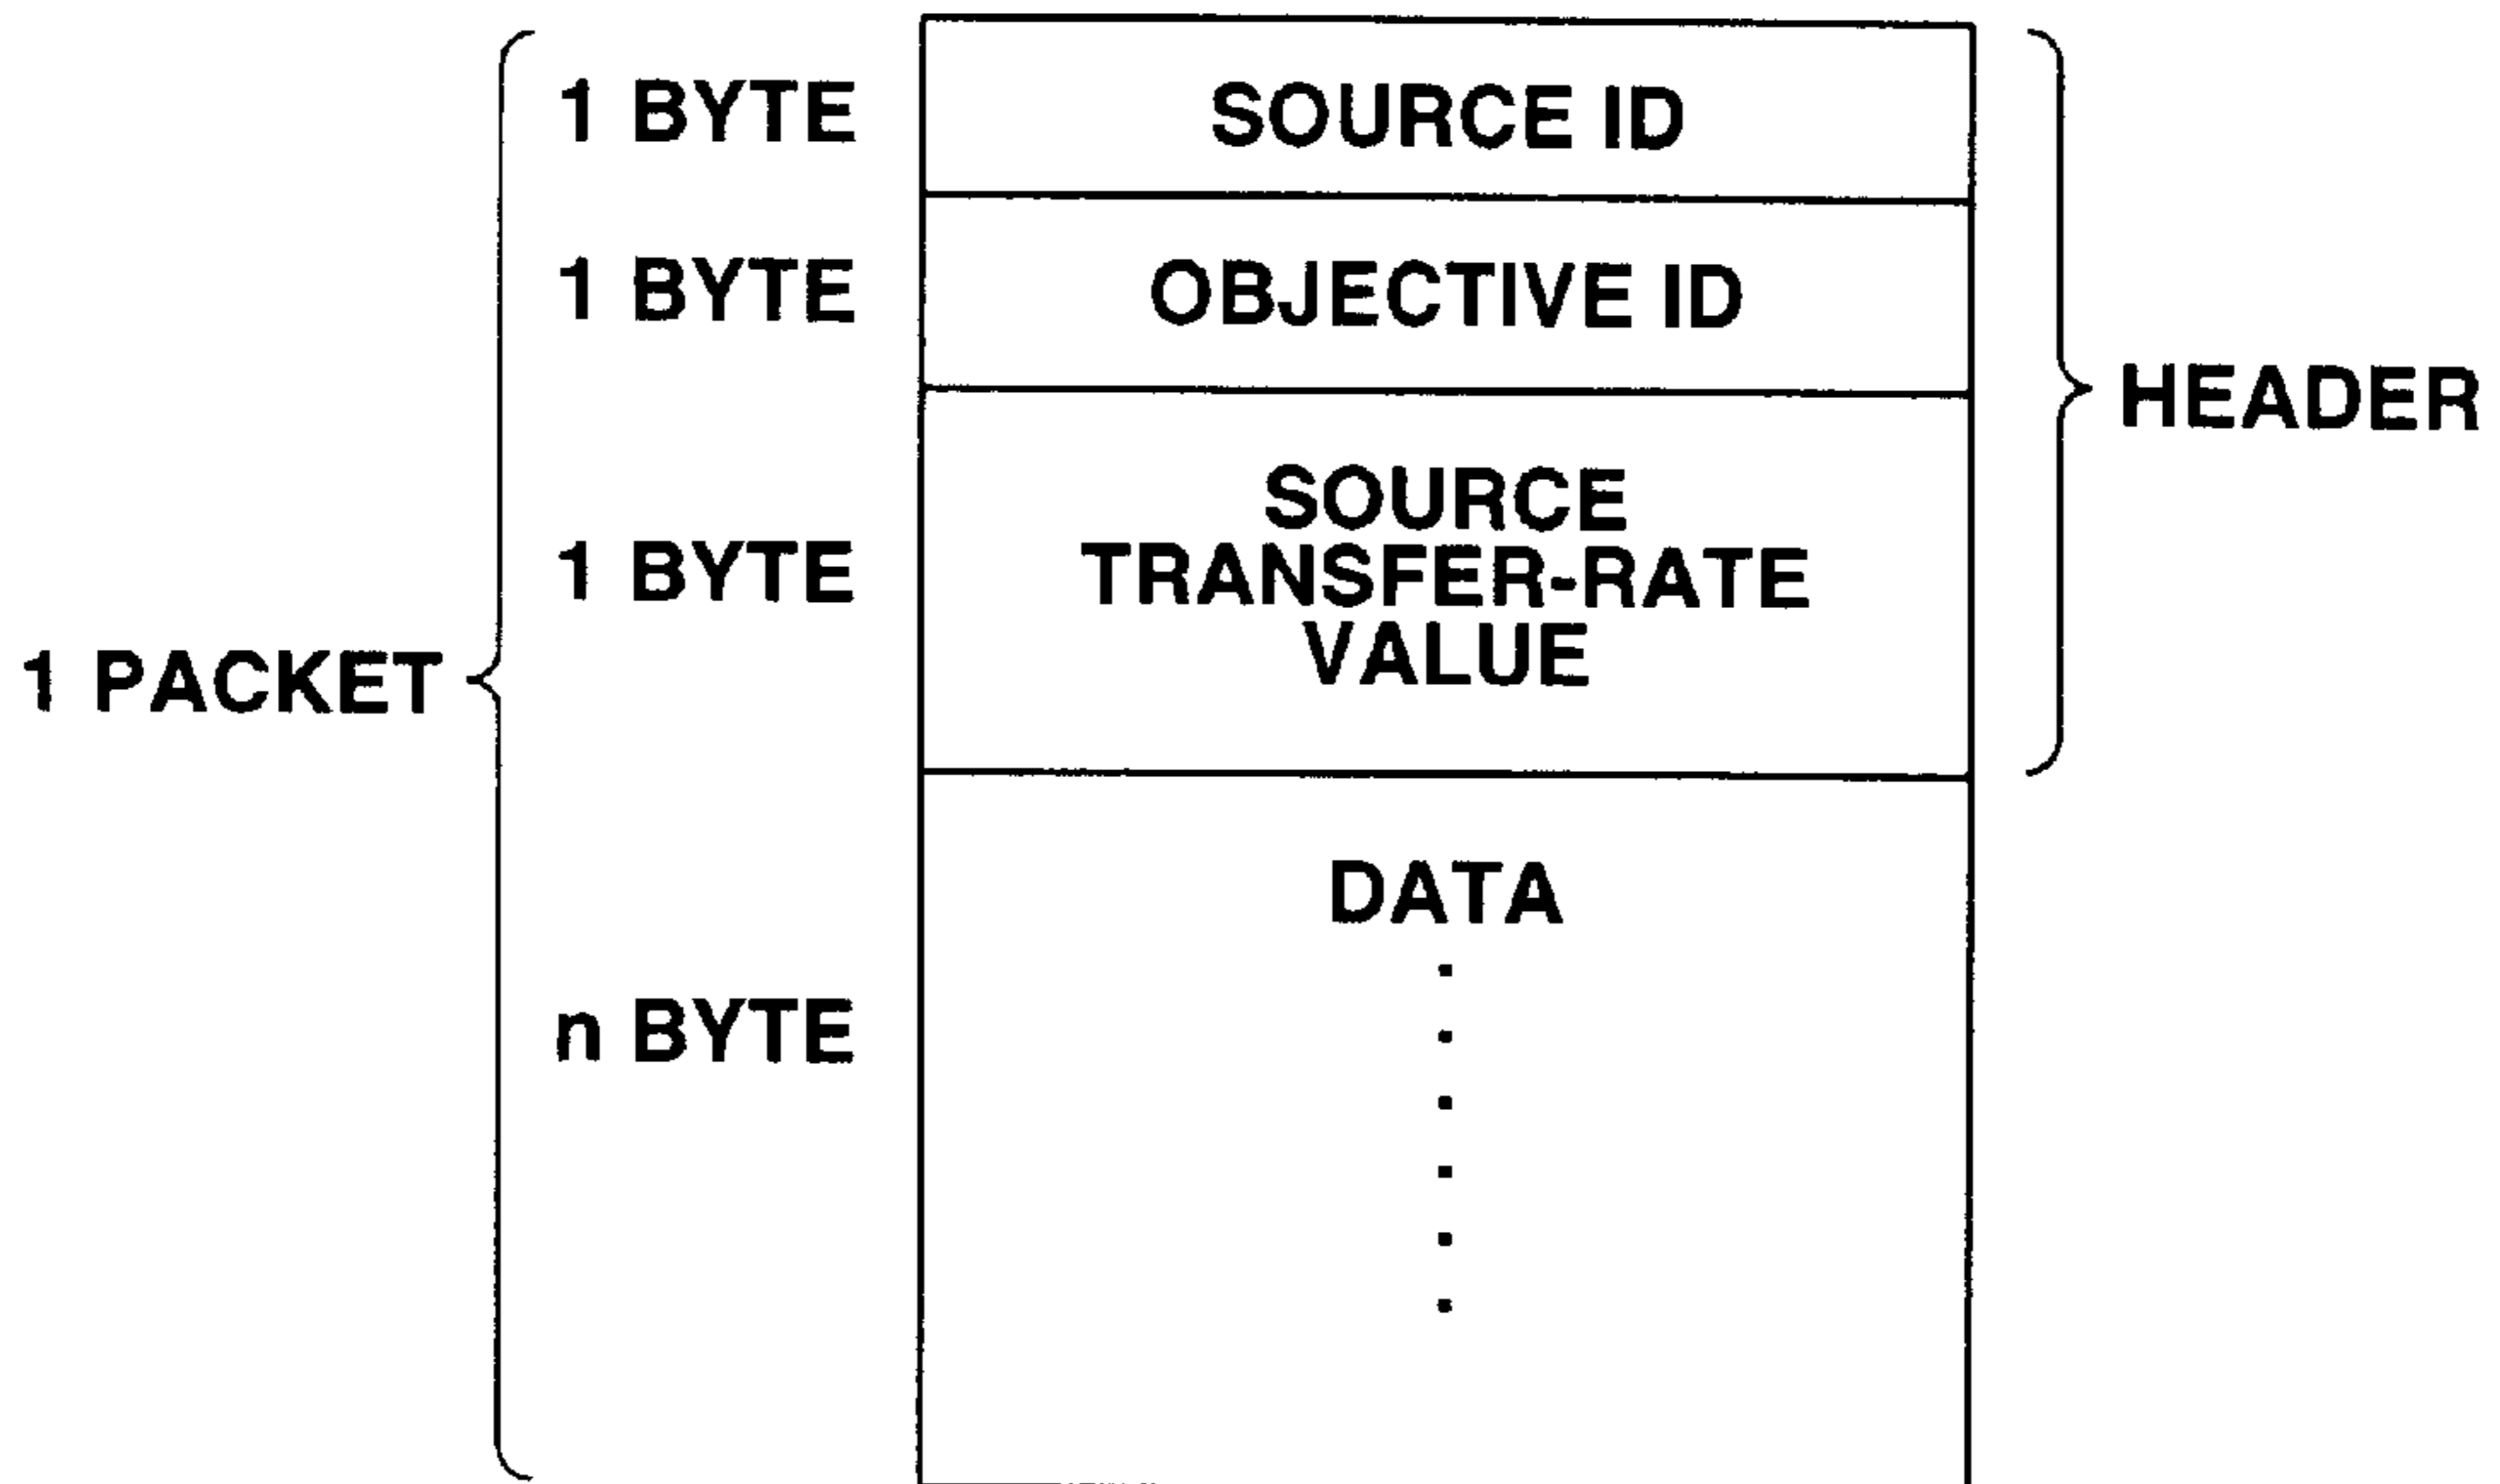 1 BYTE
SOURCE ID
1 BYTE
OBJECTIVE ID
HEADER
1 BYTE
SOURCE
TRANSFER-RATE
VALUE
1 PACKET
DATA
n BYTE